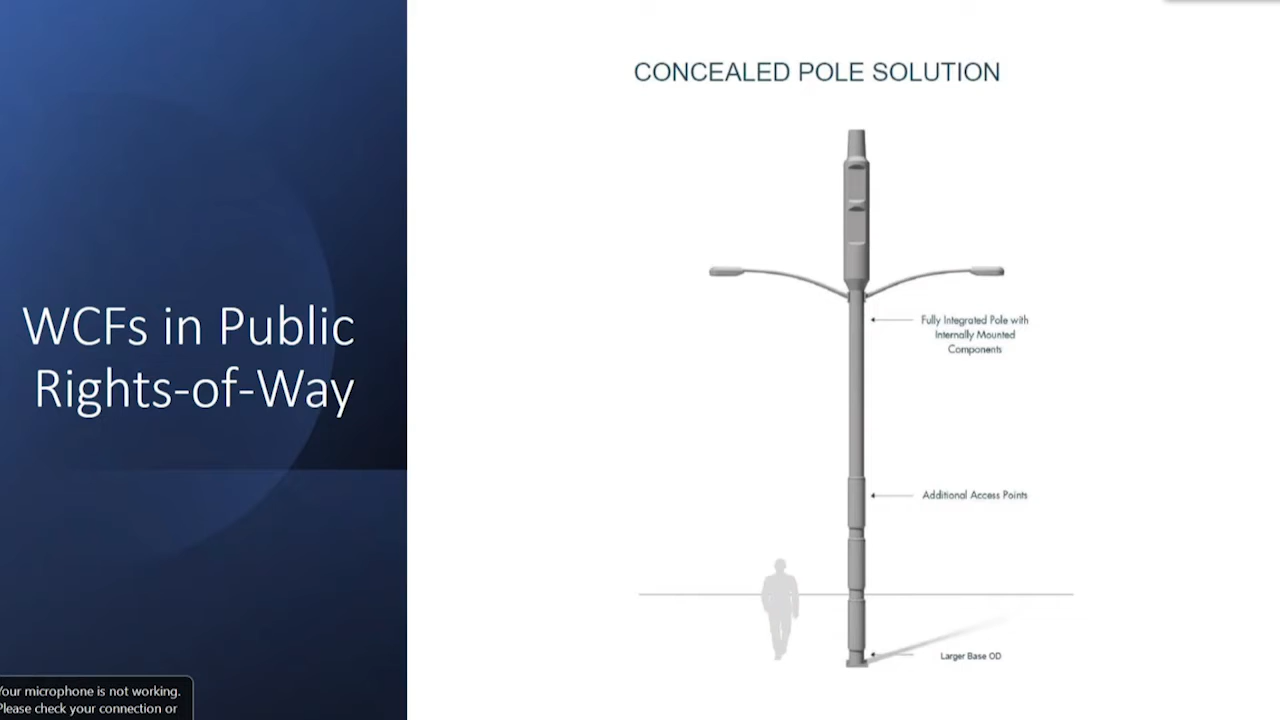 WCFs in Public
Rights-of-Way
CONCEALED POLE SOLUTION
Fully Integrated Pole with
Internally Mounted
Components
Additional Access Points
Larger Base OD
Your microphone is not working.
Please check your connection or